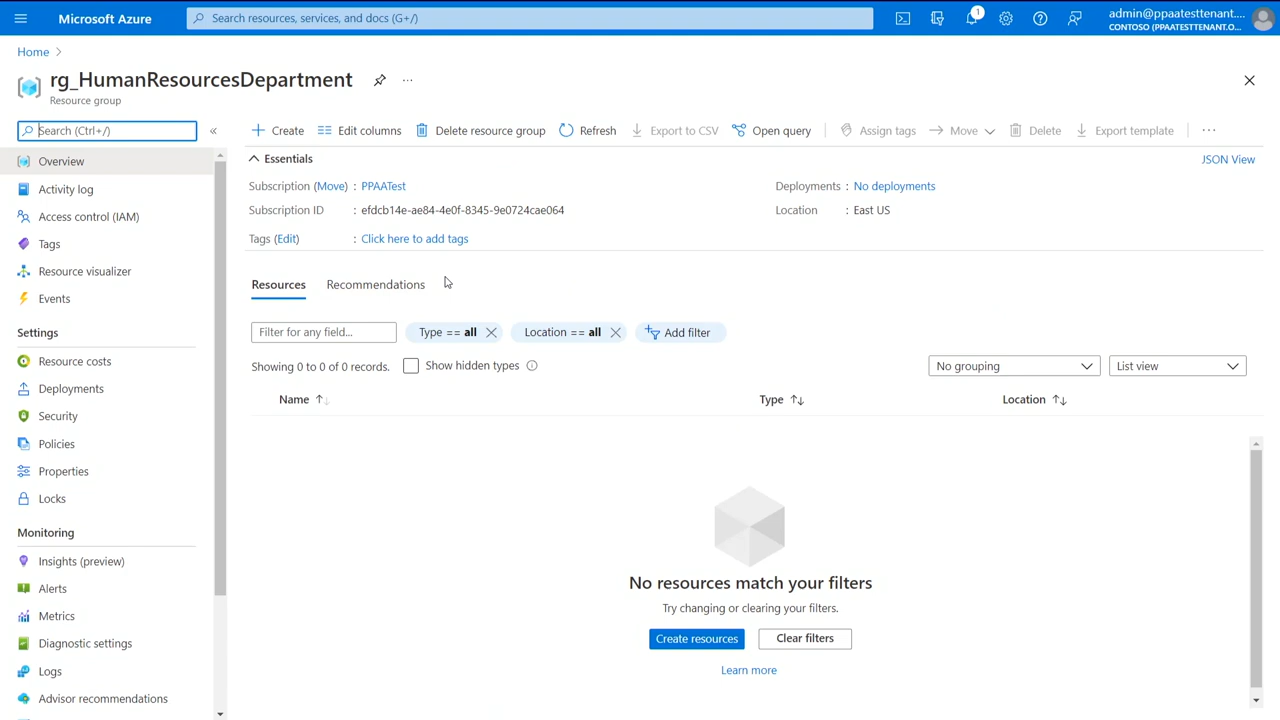 Microsoft Azure
Search resources, services, and docs (G+/)
1
admin@ppaatesttenant....
CONTOSO (PPAATESTTENANT.O...
Home
rg_HumanResourcesDepartment
...
Resource group
Search (Ctrl+/)
«
Create
Edit columns
Delete resource group
Refresh
Export to CSV
Open query
Assign tags
Move
Delete
Export template
...
Overview
Activity log
Access control (IAM)
Tags
Resource visualizer
Events
Settings
Resource costs
Deployments
Security
Policies
Properties
Locks
Monitoring
Insights (preview)
Alerts
Metrics
Diagnostic settings
Logs
Advisor recommendations
Essentials
JSON View
Subscription (Move) : PPAATest
Deployments : No deployments
Subscription ID : efdcb14e-ae84-4e0f-8345-9e0724cae064
Location : East US
Tags (Edit) : Click here to add tags
Resources
Recommendations
Filter for any field...
Type == all
Location == all
Add filter
Showing 0 to 0 of 0 records.
Show hidden types
No grouping
List view
Name
Type
Location
No resources match your filters
Try changing or clearing your filters.
Create resources
Clear filters
Learn more